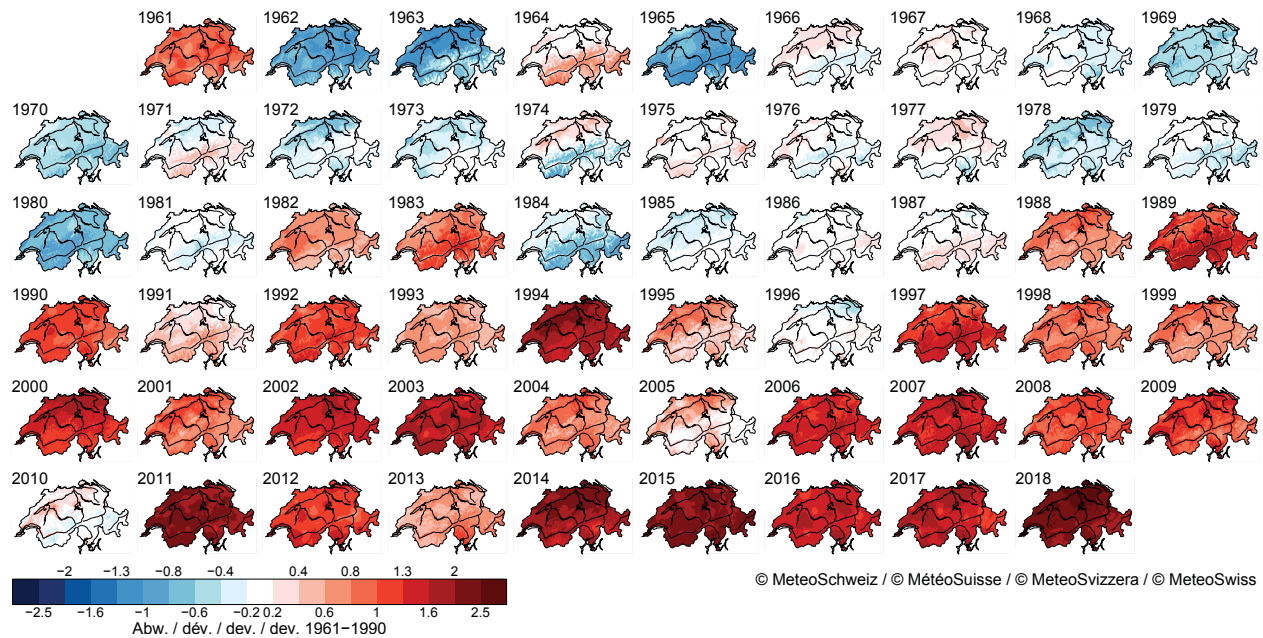 1961 1962 1963 1964 1965 1966 1967 1968 1969
1970 1971 1972 1973 1974 1975 1976 1977 1978 1979
1980 1981 1982 1983 1984 1985 1986 1987 1988 1989
1990 1991 1992 1993 1994 1995 1996 1997 1998 1999
2000 2001 2002 2003 2004 2005 2006 2007 2008 2009
2010 2011 2012 2013 2014 2015 2016 2017 2018
−2 −1.3 −0.8 −0.4 0.4 0.8 1.3 2
© MeteoSchweiz / © MétéoSuisse / © MeteoSvizzera / © MeteoSwiss
−2.5 −1.6 −1 −0.6 −0.2 0.2 0.6 1 1.6 2.5
Abw. / dév. / dev. / dev. 1961−1990